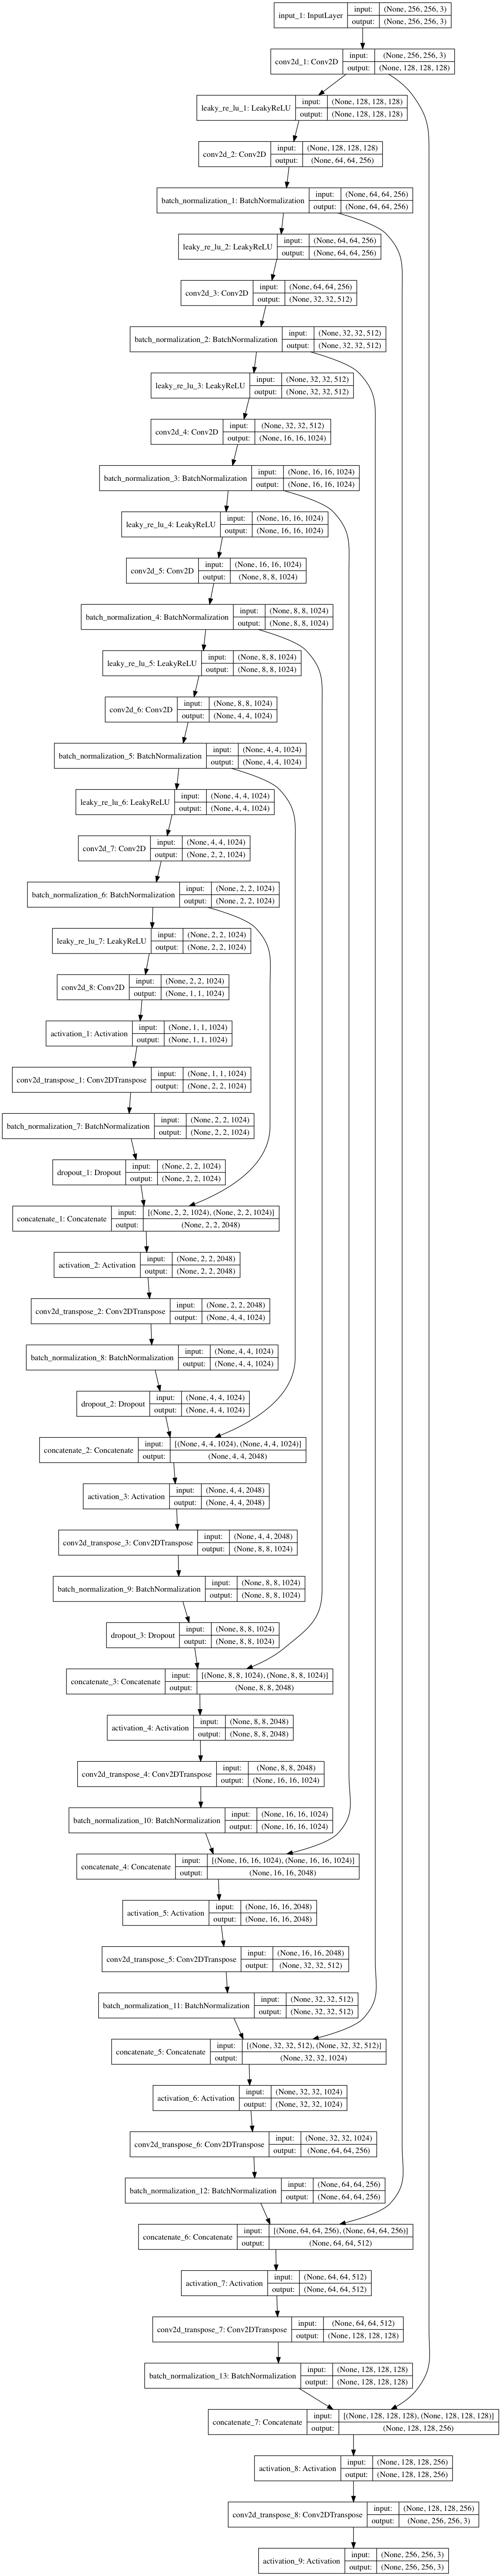 input_1: InputLayer
input: (None, 256, 256, 3)
output: (None, 256, 256, 3)
conv2d_1: Conv2D
input: (None, 256, 256, 3)
output: (None, 128, 128, 128)
leaky_re_lu_1: LeakyReLU
input: (None, 128, 128, 128)
output: (None, 128, 128, 128)
conv2d_2: Conv2D
input: (None, 128, 128, 128)
output: (None, 64, 64, 256)
batch_normalization_1: BatchNormalization
input: (None, 64, 64, 256)
output: (None, 64, 64, 256)
leaky_re_lu_2: LeakyReLU
input: (None, 64, 64, 256)
output: (None, 64, 64, 256)
conv2d_3: Conv2D
input: (None, 64, 64, 256)
output: (None, 32, 32, 512)
batch_normalization_2: BatchNormalization
input: (None, 32, 32, 512)
output: (None, 32, 32, 512)
leaky_re_lu_3: LeakyReLU
input: (None, 32, 32, 512)
output: (None, 32, 32, 512)
conv2d_4: Conv2D
input: (None, 32, 32, 512)
output: (None, 16, 16, 1024)
batch_normalization_3: BatchNormalization
input: (None, 16, 16, 1024)
output: (None, 16, 16, 1024)
leaky_re_lu_4: LeakyReLU
input: (None, 16, 16, 1024)
output: (None, 16, 16, 1024)
conv2d_5: Conv2D
input: (None, 16, 16, 1024)
output: (None, 8, 8, 1024)
batch_normalization_4: BatchNormalization
input: (None, 8, 8, 1024)
output: (None, 8, 8, 1024)
leaky_re_lu_5: LeakyReLU
input: (None, 8, 8, 1024)
output: (None, 8, 8, 1024)
conv2d_6: Conv2D
input: (None, 8, 8, 1024)
output: (None, 4, 4, 1024)
batch_normalization_5: BatchNormalization
input: (None, 4, 4, 1024)
output: (None, 4, 4, 1024)
leaky_re_lu_6: LeakyReLU
input: (None, 4, 4, 1024)
output: (None, 4, 4, 1024)
conv2d_7: Conv2D
input: (None, 4, 4, 1024)
output: (None, 2, 2, 1024)
batch_normalization_6: BatchNormalization
input: (None, 2, 2, 1024)
output: (None, 2, 2, 1024)
leaky_re_lu_7: LeakyReLU
input: (None, 2, 2, 1024)
output: (None, 2, 2, 1024)
conv2d_8: Conv2D
input: (None, 2, 2, 1024)
output: (None, 1, 1, 1024)
activation_1: Activation
input: (None, 1, 1, 1024)
output: (None, 1, 1, 1024)
conv2d_transpose_1: Conv2DTranspose
input: (None, 1, 1, 1024)
output: (None, 2, 2, 1024)
batch_normalization_7: BatchNormalization
input: (None, 2, 2, 1024)
output: (None, 2, 2, 1024)
dropout_1: Dropout
input: (None, 2, 2, 1024)
output: (None, 2, 2, 1024)
concatenate_1: Concatenate
input: [(None, 2, 2, 1024), (None, 2, 2, 1024)]
output: (None, 2, 2, 2048)
activation_2: Activation
input: (None, 2, 2, 2048)
output: (None, 2, 2, 2048)
conv2d_transpose_2: Conv2DTranspose
input: (None, 2, 2, 2048)
output: (None, 4, 4, 1024)
batch_normalization_8: BatchNormalization
input: (None, 4, 4, 1024)
output: (None, 4, 4, 1024)
dropout_2: Dropout
input: (None, 4, 4, 1024)
output: (None, 4, 4, 1024)
concatenate_2: Concatenate
input: [(None, 4, 4, 1024), (None, 4, 4, 1024)]
output: (None, 4, 4, 2048)
activation_3: Activation
input: (None, 4, 4, 2048)
output: (None, 4, 4, 2048)
conv2d_transpose_3: Conv2DTranspose
input: (None, 4, 4, 2048)
output: (None, 8, 8, 1024)
batch_normalization_9: BatchNormalization
input: (None, 8, 8, 1024)
output: (None, 8, 8, 1024)
dropout_3: Dropout
input: (None, 8, 8, 1024)
output: (None, 8, 8, 1024)
concatenate_3: Concatenate
input: [(None, 8, 8, 1024), (None, 8, 8, 1024)]
output: (None, 8, 8, 2048)
activation_4: Activation
input: (None, 8, 8, 2048)
output: (None, 8, 8, 2048)
conv2d_transpose_4: Conv2DTranspose
input: (None, 8, 8, 2048)
output: (None, 16, 16, 1024)
batch_normalization_10: BatchNormalization
input: (None, 16, 16, 1024)
output: (None, 16, 16, 1024)
concatenate_4: Concatenate
input: [(None, 16, 16, 1024), (None, 16, 16, 1024)]
output: (None, 16, 16, 2048)
activation_5: Activation
input: (None, 16, 16, 2048)
output: (None, 16, 16, 2048)
conv2d_transpose_5: Conv2DTranspose
input: (None, 16, 16, 2048)
output: (None, 32, 32, 512)
batch_normalization_11: BatchNormalization
input: (None, 32, 32, 512)
output: (None, 32, 32, 512)
concatenate_5: Concatenate
input: [(None, 32, 32, 512), (None, 32, 32, 512)]
output: (None, 32, 32, 1024)
activation_6: Activation
input: (None, 32, 32, 1024)
output: (None, 32, 32, 1024)
conv2d_transpose_6: Conv2DTranspose
input: (None, 32, 32, 1024)
output: (None, 64, 64, 256)
batch_normalization_12: BatchNormalization
input: (None, 64, 64, 256)
output: (None, 64, 64, 256)
concatenate_6: Concatenate
input: [(None, 64, 64, 256), (None, 64, 64, 256)]
output: (None, 64, 64, 512)
activation_7: Activation
input: (None, 64, 64, 512)
output: (None, 64, 64, 512)
conv2d_transpose_7: Conv2DTranspose
input: (None, 64, 64, 512)
output: (None, 128, 128, 128)
batch_normalization_13: BatchNormalization
input: (None, 128, 128, 128)
output: (None, 128, 128, 128)
concatenate_7: Concatenate
input: [(None, 128, 128, 128), (None, 128, 128, 128)]
output: (None, 128, 128, 256)
activation_8: Activation
input: (None, 128, 128, 256)
output: (None, 128, 128, 256)
conv2d_transpose_8: Conv2DTranspose
input: (None, 128, 128, 256)
output: (None, 256, 256, 3)
activation_9: Activation
input: (None, 256, 256, 3)
output: (None, 256, 256, 3)